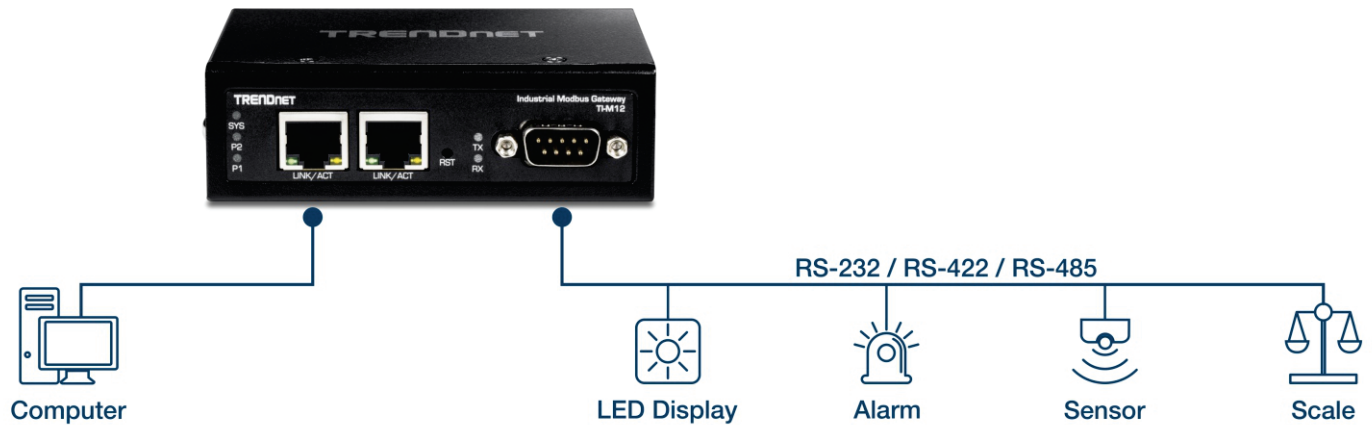 TRENDNET
TRENDNET
Industrial Modbus Gateway
TI-M12
SYS
P2
P1
LINK/ACT
LINK/ACT
RST
TX
RX
RS-232 / RS-422 / RS-485
Computer
LED Display
Alarm
Sensor
Scale